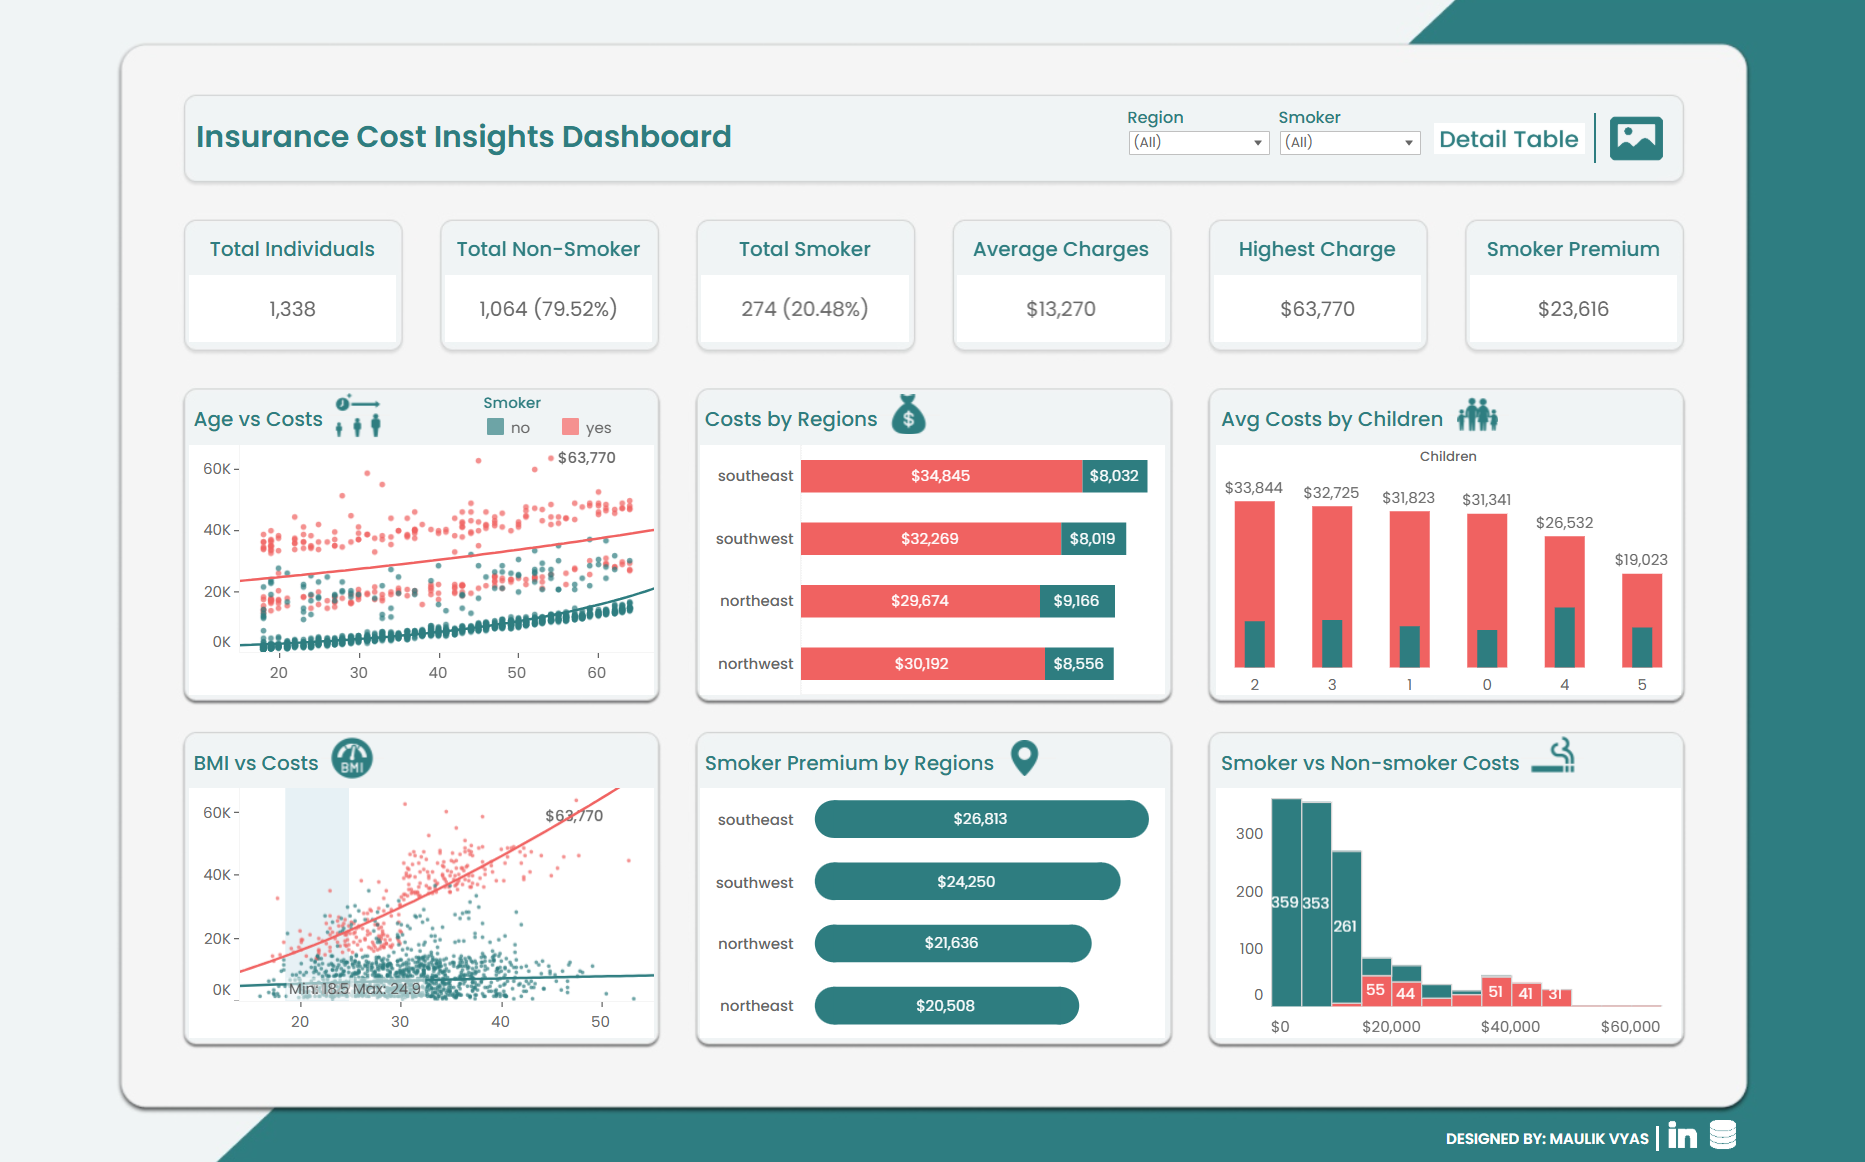 Insurance Cost Insights Dashboard
Region
(All)
Smoker
(All)
Detail Table
Total Individuals
1,338
Total Non-Smoker
1,064 (79.52%)
Total Smoker
274 (20.48%)
Average Charges
$13,270
Highest Charge
$63,770
Smoker Premium
$23,616
Age vs Costs
Smoker
no
yes
$63,770
60K
40K
20K
0K
20 30 40 50 60
Costs by Regions
southeast $34,845 $8,032
southwest $32,269 $8,019
northeast $29,674 $9,166
northwest $30,192 $8,556
Avg Costs by Children
Children
$33,844 $32,725 $31,823 $31,341 $26,532 $19,023
2 3 1 0 4 5
BMI vs Costs
BMI
$63,770
60K
40K
20K
0K
Min: 18.5 Max: 24.9
20 30 40 50
Smoker Premium by Regions
southeast $26,813
southwest $24,250
northwest $21,636
northeast $20,508
Smoker vs Non-smoker Costs
300
200
100
0
359 353 261 55 44 51 41 31
$0 $20,000 $40,000 $60,000
DESIGNED BY: MAULIK VYAS
in